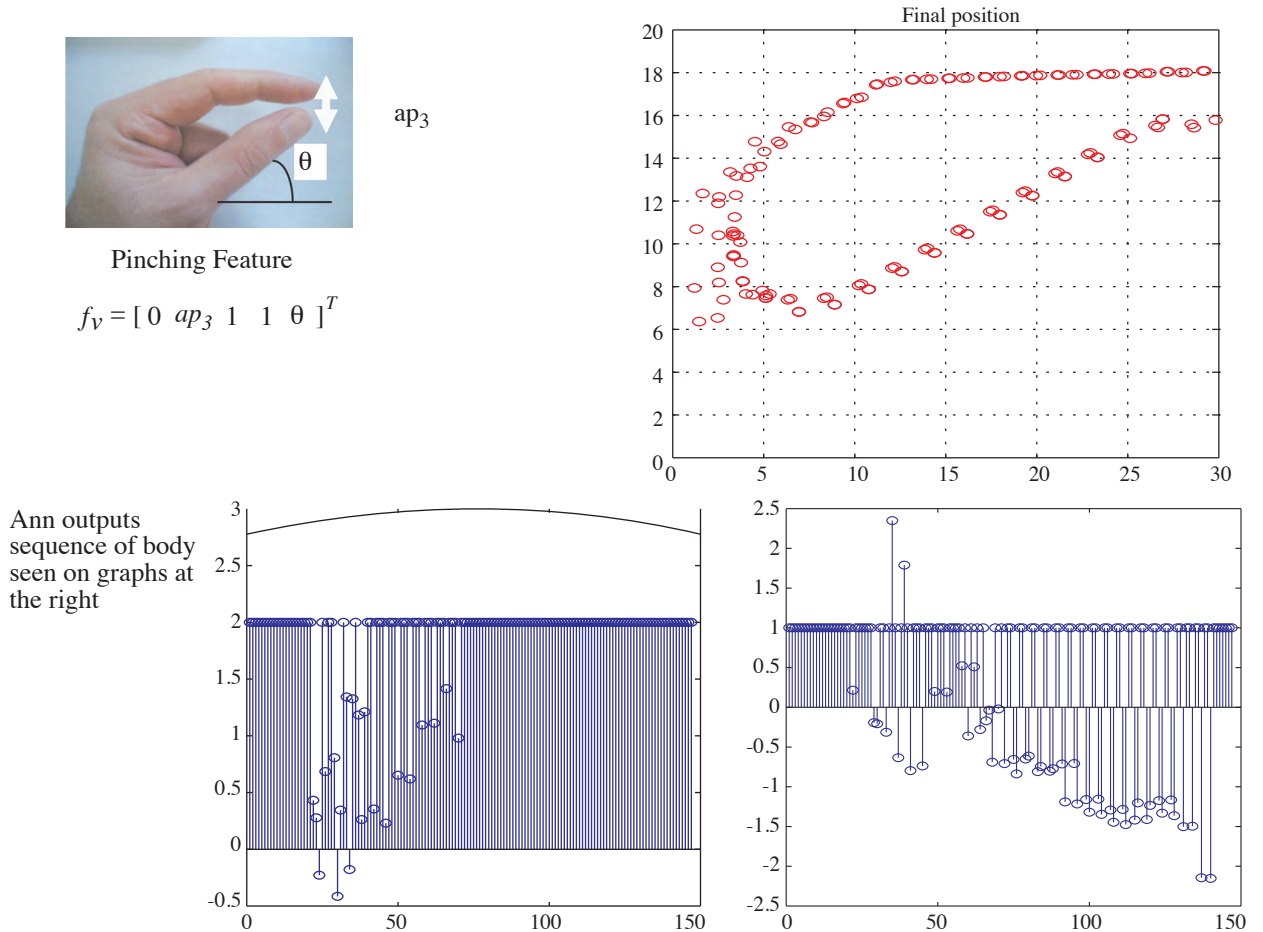 θ
ap3
Pinching Feature
fv = [ 0 ap3 1 1 θ ]T
Final position
20
18
16
14
12
10
8
6
4
2
0
0 5 10 15 20 25 30
Ann outputs
sequence of body
seen on graphs at
the right
3
2.5
2
1.5
1
0.5
0
-0.5
0 50 100 150
2.5
2
1.5
1
0.5
0
-0.5
-1
-1.5
-2
-2.5
0 50 100 150